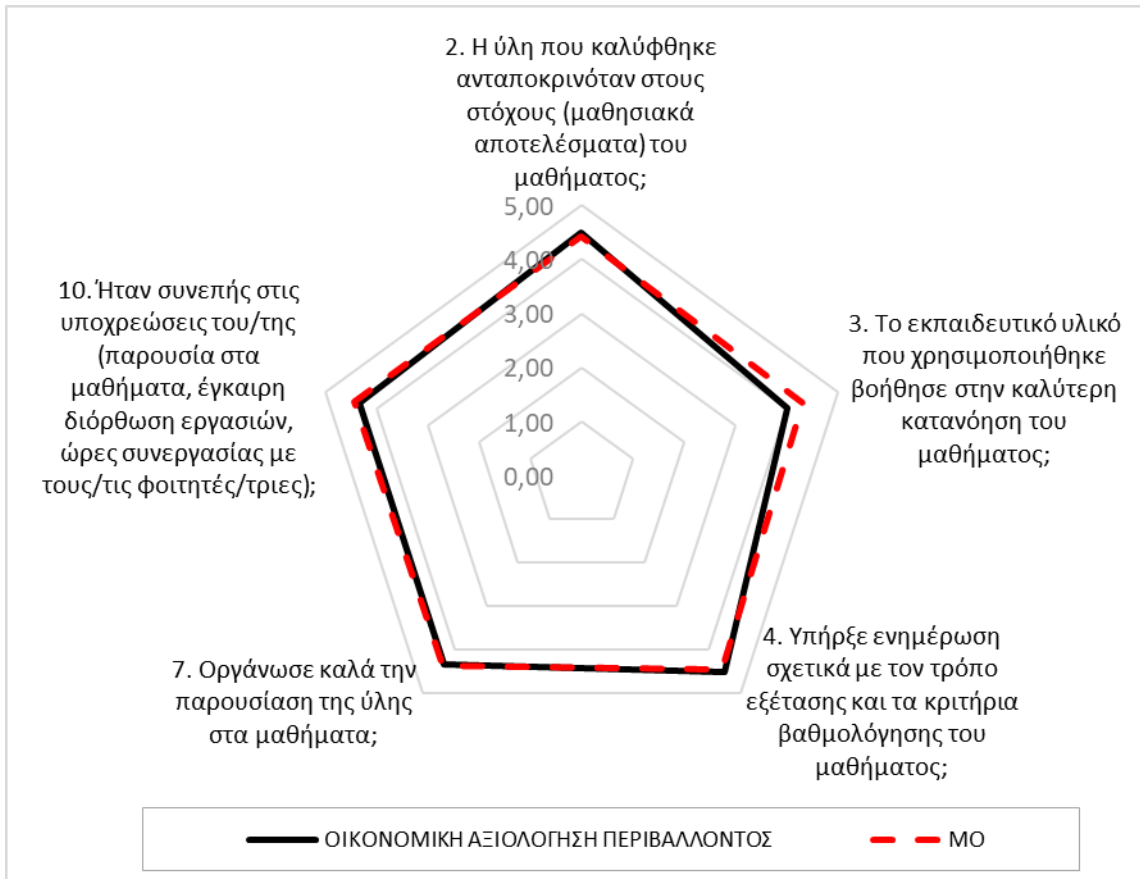 2. Η ύλη που καλύφθηκε
ανταποκρινόταν στους
στόχους (μαθησιακά
αποτελέσματα) του
μαθήματος;
5,00
4,00
3,00
2,00
1,00
0,00
10. Ήταν συνεπής στις
υποχρεώσεις του/της
(παρουσία στα
μαθήματα, έγκαιρη
διόρθωση εργασιών,
ώρες συνεργασίας με
τους/τις φοιτητές/τριες);
3. Το εκπαιδευτικό υλικό
που χρησιμοποιήθηκε
βοήθησε στην καλύτερη
κατανόηση του
μαθήματος;
7. Οργάνωσε καλά την
παρουσίαση της ύλης
στα μαθήματα;
4. Υπήρξε ενημέρωση
σχετικά με τον τρόπο
εξέτασης και τα κριτήρια
βαθμολόγησης του
μαθήματος;
ΟΙΚΟΝΟΜΙΚΗ ΑΞΙΟΛΟΓΗΣΗ ΠΕΡΙΒΑΛΛΟΝΤΟΣ ΜΟ